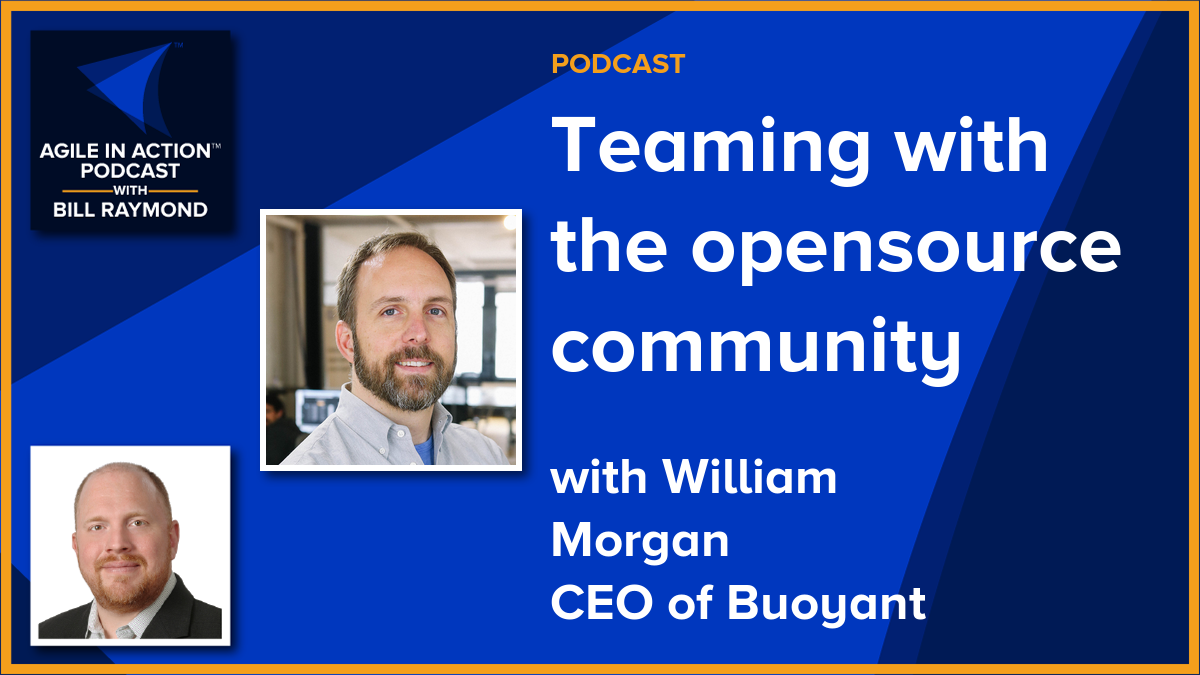 ™
AGILE IN ACTION™
PODCAST
WITH
BILL RAYMOND
PODCAST
Teaming with
the opensource
community
with William
Morgan
CEO of Buoyant